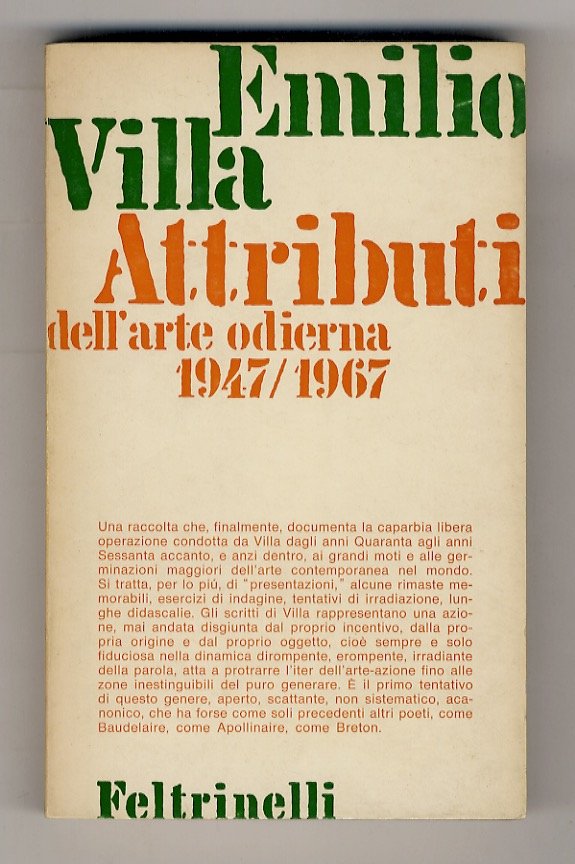 Emilio
Villa
Attributi
dell'arte odierna
1947/1967
Una raccolta che, finalmente, documenta la caparbia libera
operazione condotta da Villa dagli anni Quaranta agli anni
Sessanta accanto, e anzi dentro, ai grandi moti e alle ger-
minazioni maggiori dell'arte contemporanea nel mondo.
Si tratta, per lo piú, di "presentazioni," alcune rimaste me-
morabili, esercizi di indagine, tentativi di irradiazione, lun-
ghe didascalie. Gli scritti di Villa rappresentano una azio-
ne, mai andata disgiunta dal proprio incentivo, dalla pro-
pria origine e dal proprio oggetto, cioè sempre e solo
fiduciosa nella dinamica dirompente, erompente, irradiante
della parola, atta a protrarre l'iter dell'arte-azione fino alle
zone inestinguibili del puro generare. È il primo tentativo
di questo genere, aperto, scattante, non sistematico, aca-
nonico, che ha forse come soli precedenti altri poeti, come
Baudelaire, come Apollinaire, come Breton.
Feltrinelli